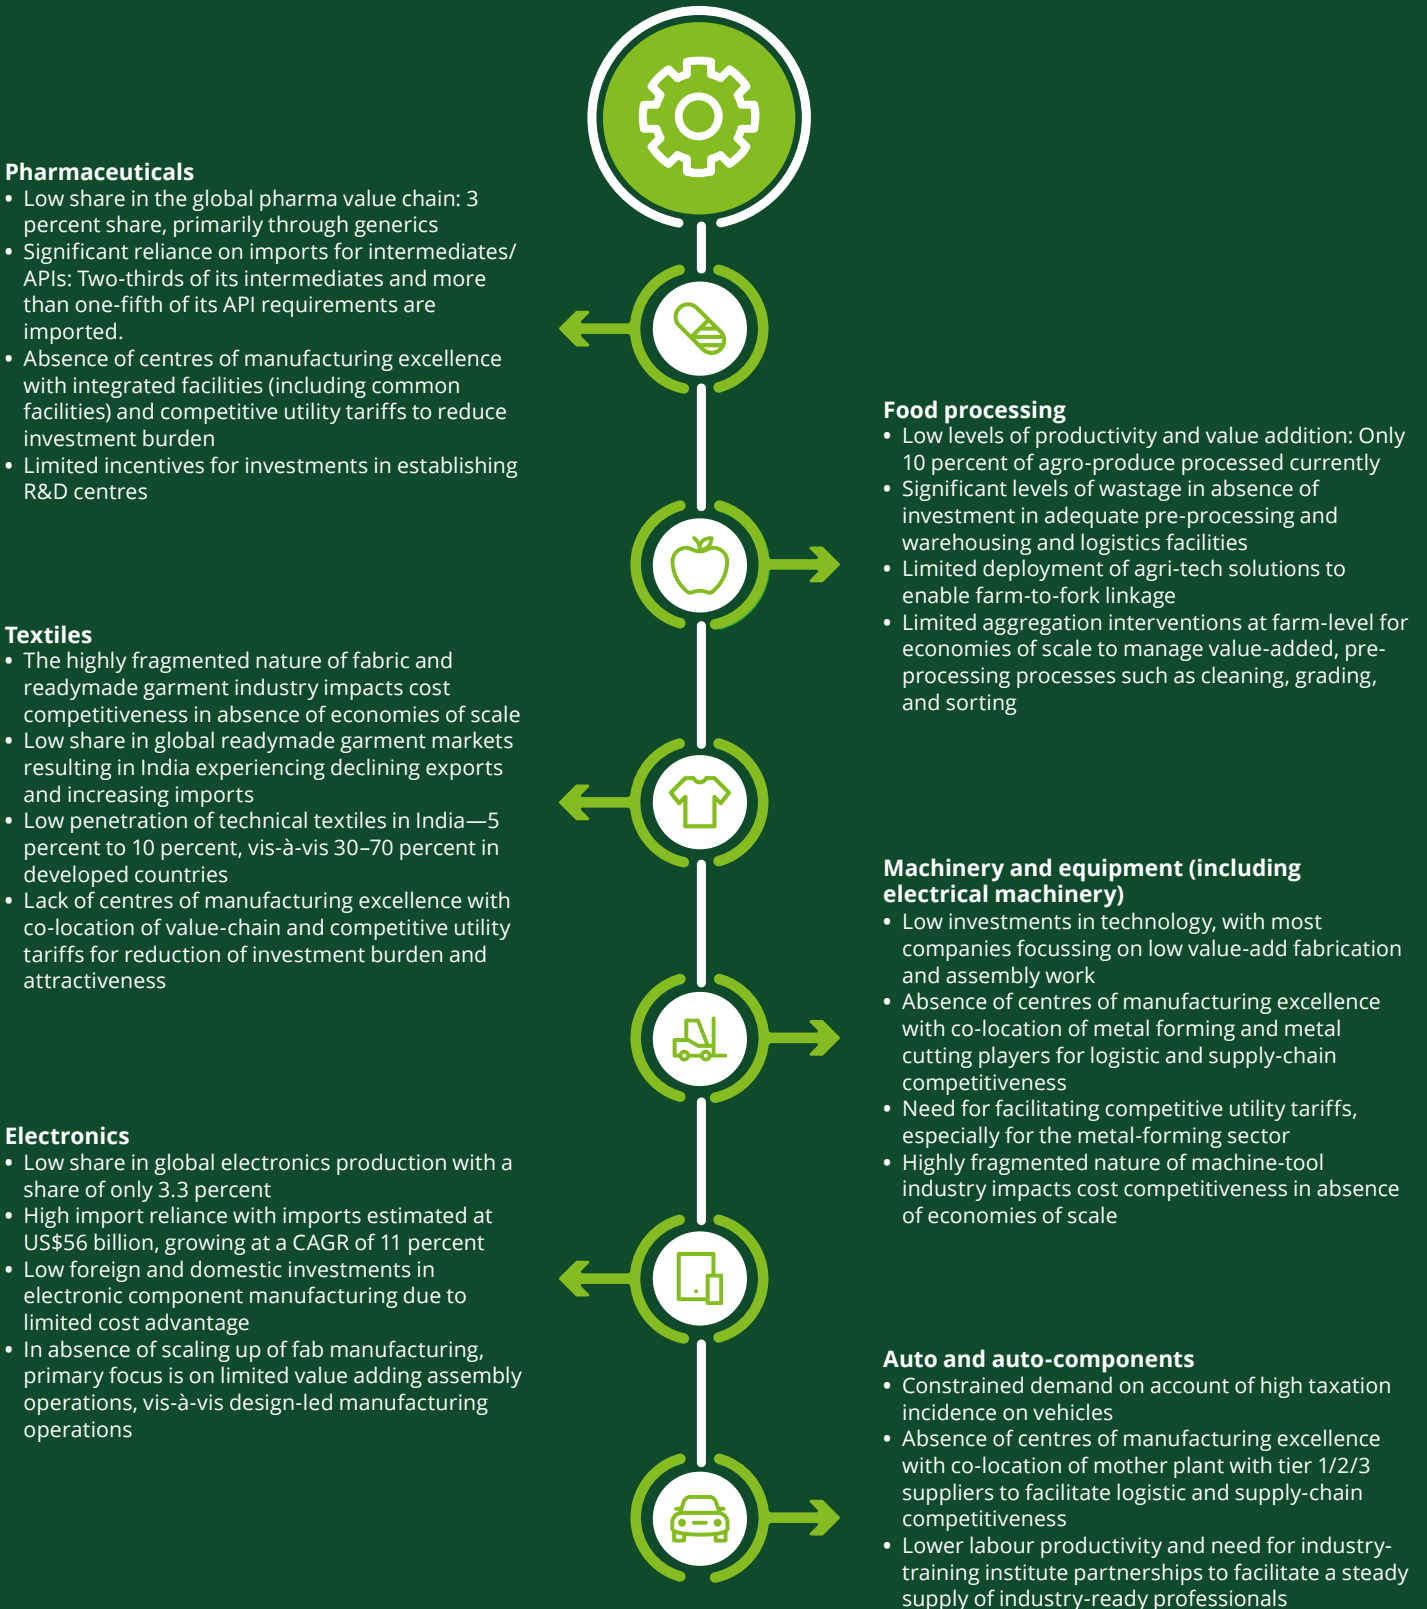 Pharmaceuticals
• Low share in the global pharma value chain: 3
percent share, primarily through generics
• Significant reliance on imports for intermediates/
APIs: Two-thirds of its intermediates and more
than one-fifth of its API requirements are
imported.
• Absence of centres of manufacturing excellence
with integrated facilities (including common
facilities) and competitive utility tariffs to reduce
investment burden
• Limited incentives for investments in establishing
R&D centres
Food processing
• Low levels of productivity and value addition: Only
10 percent of agro-produce processed currently
• Significant levels of wastage in absence of
investment in adequate pre-processing and
warehousing and logistics facilities
• Limited deployment of agri-tech solutions to
enable farm-to-fork linkage
• Limited aggregation interventions at farm-level for
economies of scale to manage value-added, pre-
processing processes such as cleaning, grading,
and sorting
Textiles
• The highly fragmented nature of fabric and
readymade garment industry impacts cost
competitiveness in absence of economies of scale
• Low share in global readymade garment markets
resulting in India experiencing declining exports
and increasing imports
• Low penetration of technical textiles in India—5
percent to 10 percent, vis-à-vis 30–70 percent in
developed countries
• Lack of centres of manufacturing excellence with
co-location of value-chain and competitive utility
tariffs for reduction of investment burden and
attractiveness
Machinery and equipment (including
electrical machinery)
• Low investments in technology, with most
companies focussing on low value-add fabrication
and assembly work
• Absence of centres of manufacturing excellence
with co-location of metal forming and metal
cutting players for logistic and supply-chain
competitiveness
• Need for facilitating competitive utility tariffs,
especially for the metal-forming sector
• Highly fragmented nature of machine-tool
industry impacts cost competitiveness in absence
of economies of scale
Electronics
• Low share in global electronics production with a
share of only 3.3 percent
• High import reliance with imports estimated at
US$56 billion, growing at a CAGR of 11 percent
• Low foreign and domestic investments in
electronic component manufacturing due to
limited cost advantage
• In absence of scaling up of fab manufacturing,
primary focus is on limited value adding assembly
operations, vis-à-vis design-led manufacturing
operations
Auto and auto-components
• Constrained demand on account of high taxation
incidence on vehicles
• Absence of centres of manufacturing excellence
with co-location of mother plant with tier 1/2/3
suppliers to facilitate logistic and supply-chain
competitiveness
• Lower labour productivity and need for industry-
training institute partnerships to facilitate a steady
supply of industry-ready professionals